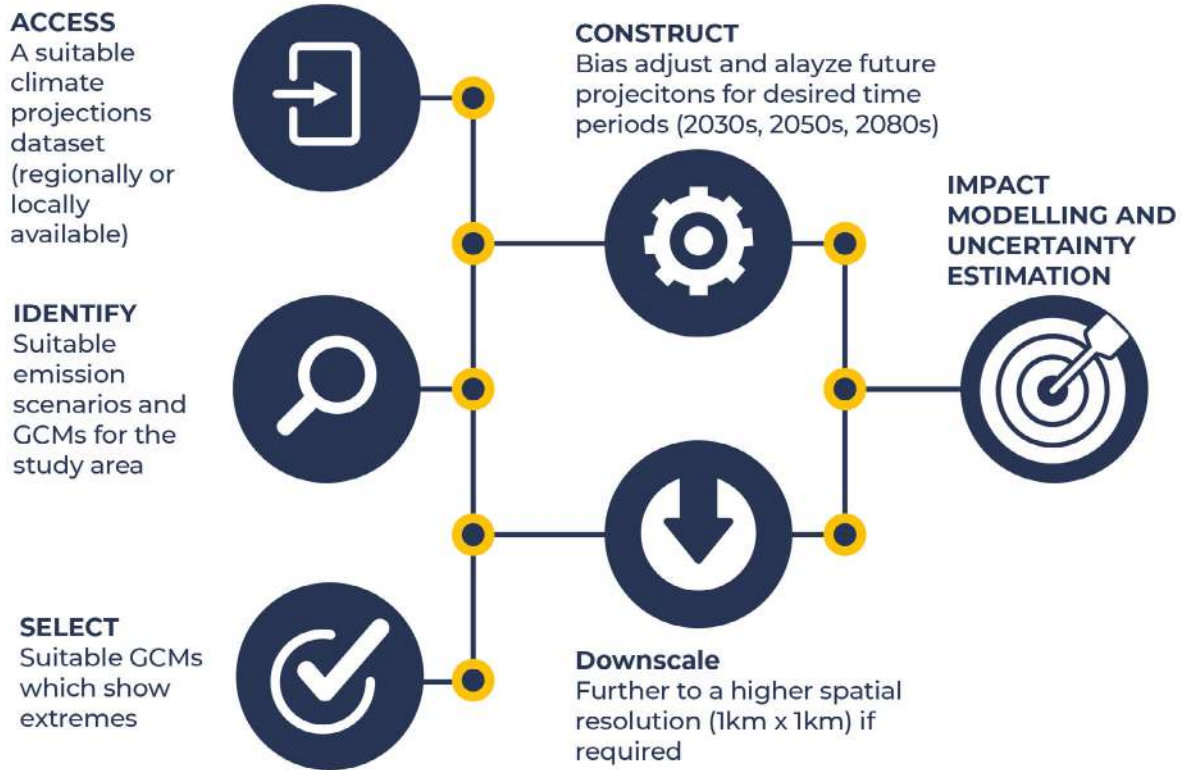 ACCESS
A suitable
climate
projections
dataset
(regionally or
locally
available)
IDENTIFY
Suitable
emission
scenarios and
GCMs for the
study area
SELECT
Suitable GCMs
which show
extremes
CONSTRUCT
Bias adjust and alayze future
projecitons for desired time
periods (2030s, 2050s, 2080s)
Downscale
Further to a higher spatial
resolution (1km x 1km) if
required
IMPACT
MODELLING AND
UNCERTAINTY
ESTIMATION